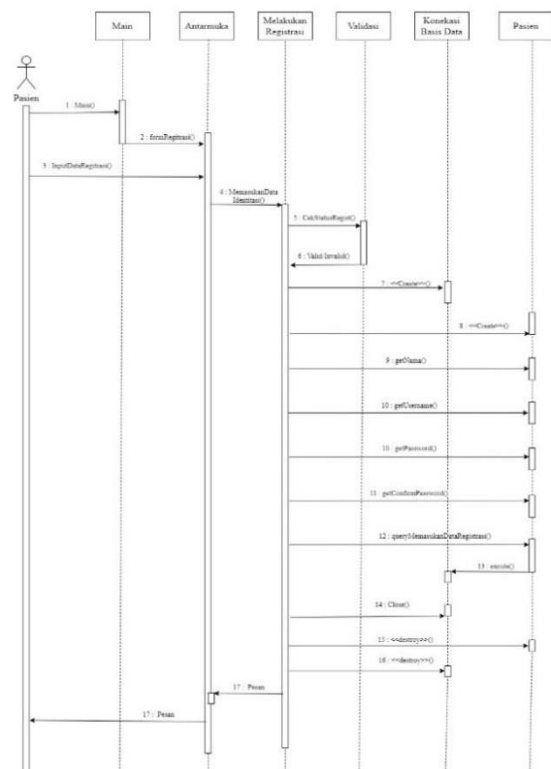 Main
Antarmuka
Melakukan
Registrasi
Validasi
Konekasi
Basis Data
Pasien
Pasien
1 : Main()
2 : formRegitrasi()
3 : InputDataRegitrasi()
4 : MemasukanData
Identitas()
5 : CekStatusRegist()
6 : Valid/Invalid()
7 : <<Create>>()
8 : <<Create>>()
9 : getNama()
10 : getUsername()
10 : getPassword()
11 : getConfirmPassword()
12 : queryMemasukanDataRegistrasi()
13 : execute()
14 : Close()
15 : <<destroy>>()
16 : <<destroy>>()
17 : Pesan
17 : Pesan